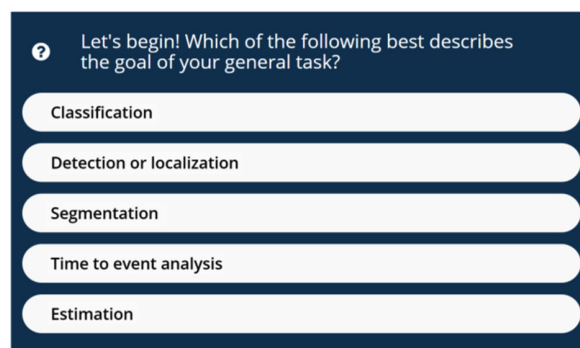 Let's begin! Which of the following best describes
the goal of your general task?
Classification
Detection or localization
Segmentation
Time to event analysis
Estimation